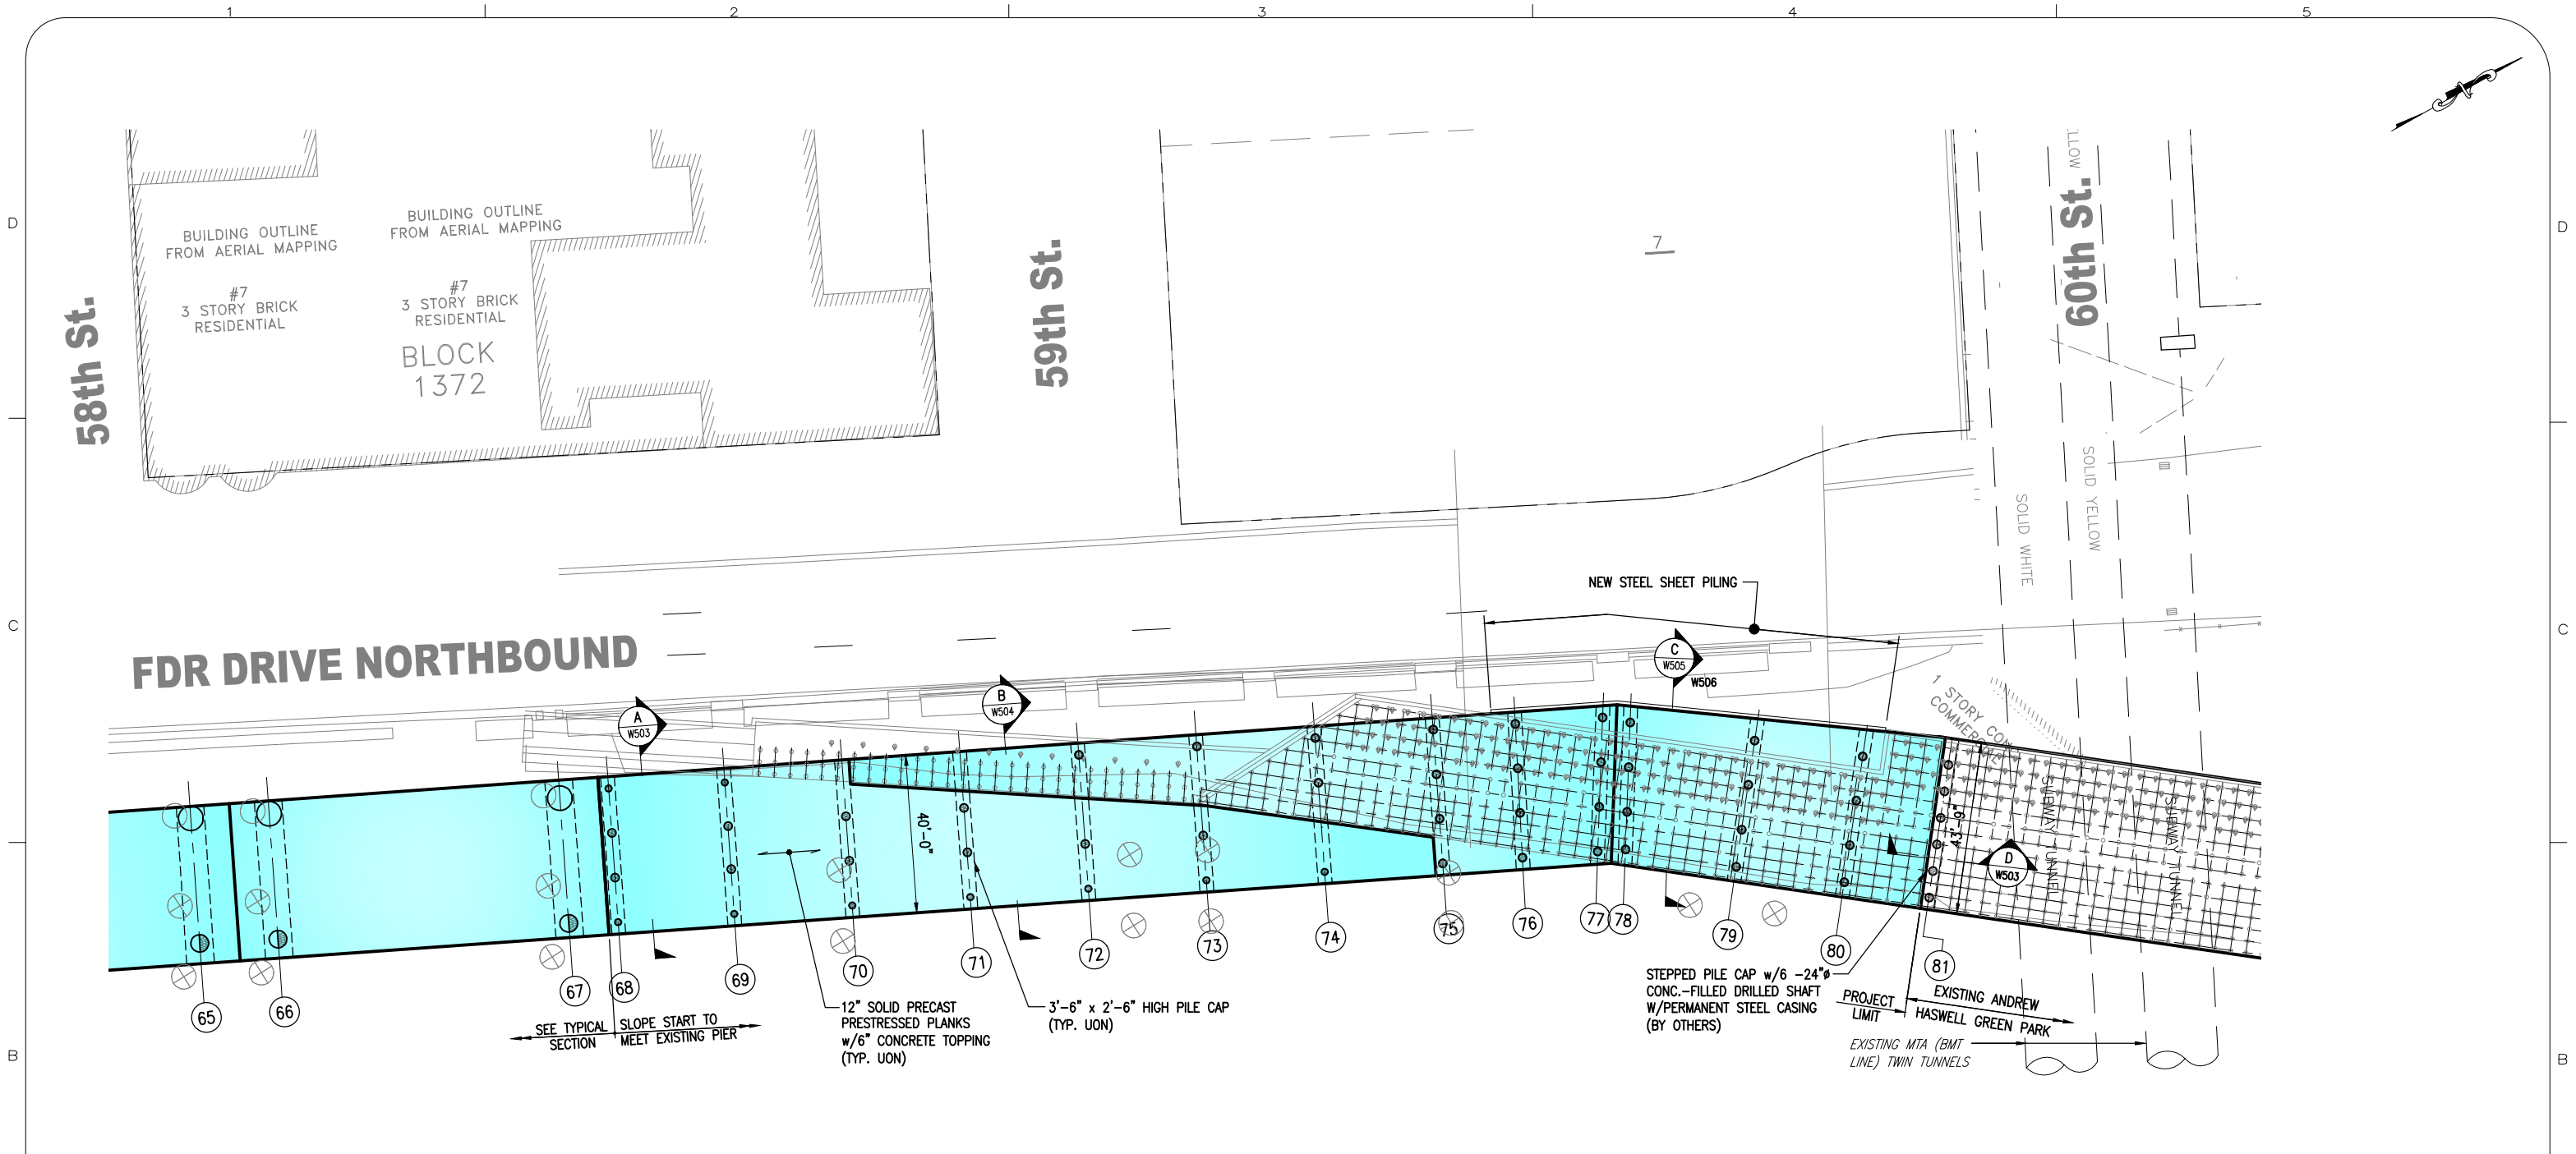 1
2
3
4
5
D
D
C
C
B
B
58th St.
59th St.
60th St.
BUILDING OUTLINE
FROM AERIAL MAPPING
#7
3 STORY BRICK
RESIDENTIAL
BUILDING OUTLINE
FROM AERIAL MAPPING
#7
3 STORY BRICK
RESIDENTIAL
BLOCK
1372
7
LLOW
SOLID WHITE
SOLID YELLOW
FDR DRIVE NORTHBOUND
NEW STEEL SHEET PILING
A
W503
B
W504
C
W505
W506
D
W503
1 STORY CON
COMMERC
SUBWAY TUNNEL
SUBWAY TUNNEL
40'-0"
43'-9"
65
66
67
68
69
70
71
72
73
74
75
76
77
78
79
80
81
SEE TYPICAL
SECTION
SLOPE START TO
MEET EXISTING PIER
12" SOLID PRECAST
PRESTRESSED PLANKS
w/6" CONCRETE TOPPING
(TYP. UON)
3'-6" x 2'-6" HIGH PILE CAP
(TYP. UON)
STEPPED PILE CAP w/6 -24"ø
CONC.-FILLED DRILLED SHAFT
W/PERMANENT STEEL CASING
(BY OTHERS)
PROJECT
LIMIT
EXISTING ANDREW
HASWELL GREEN PARK
EXISTING MTA (BMT
LINE) TWIN TUNNELS